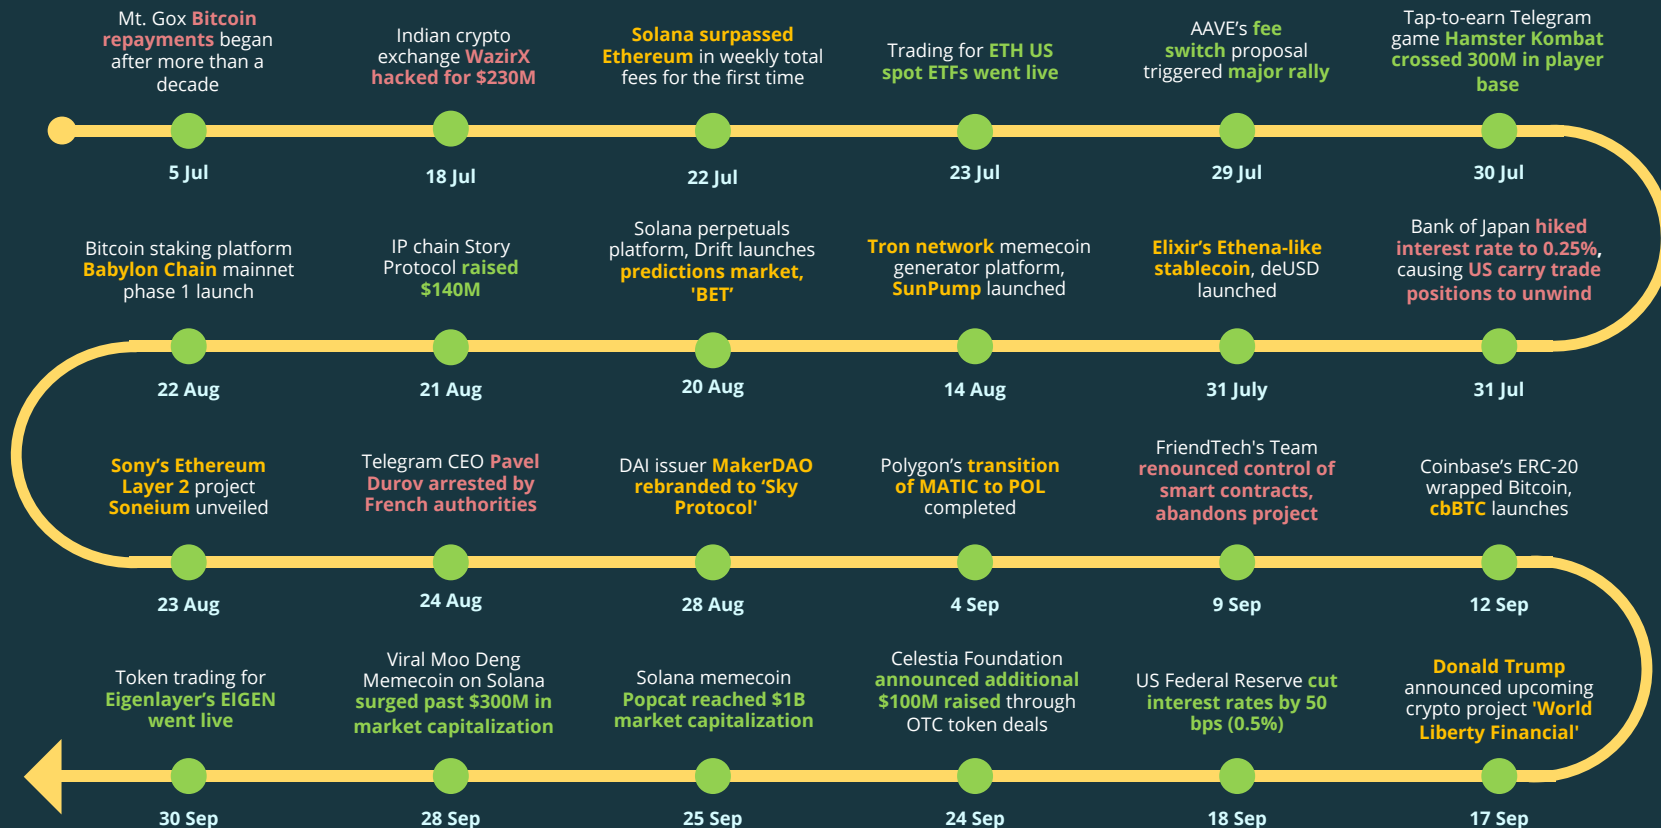 Mt. Gox Bitcoin
repayments began
after more than a
decade
5 Jul
Indian crypto
exchange WazirX
hacked for $230M
18 Jul
Solana surpassed
Ethereum in weekly total
fees for the first time
22 Jul
Trading for ETH US
spot ETFs went live
23 Jul
AAVE’s fee
switch proposal
triggered major rally
29 Jul
Tap-to-earn Telegram
game Hamster Kombat
crossed 300M in player
base
30 Jul
Bank of Japan hiked
interest rate to 0.25%,
causing US carry trade
positions to unwind
31 Jul
Elixir’s Ethena-like
stablecoin, deUSD
launched
31 July
Tron network memecoin
generator platform,
SunPump launched
14 Aug
Solana perpetuals
platform, Drift launches
predictions market,
'BET’
20 Aug
IP chain Story
Protocol raised
$140M
21 Aug
Bitcoin staking platform
Babylon Chain mainnet
phase 1 launch
22 Aug
Sony’s Ethereum
Layer 2 project
Soneium unveiled
23 Aug
Telegram CEO Pavel
Durov arrested by
French authorities
24 Aug
DAI issuer MakerDAO
rebranded to ‘Sky
Protocol'
28 Aug
Polygon’s transition
of MATIC to POL
completed
4 Sep
FriendTech's Team
renounced control of
smart contracts,
abandons project
9 Sep
Coinbase’s ERC-20
wrapped Bitcoin,
cbBTC launches
12 Sep
Donald Trump
announced upcoming
crypto project 'World
Liberty Financial'
17 Sep
US Federal Reserve cut
interest rates by 50
bps (0.5%)
18 Sep
Celestia Foundation
announced additional
$100M raised through
OTC token deals
24 Sep
Solana memecoin
Popcat reached $1B
market capitalization
25 Sep
Viral Moo Deng
Memecoin on Solana
surged past $300M in
market capitalization
28 Sep
Token trading for
Eigenlayer’s EIGEN
went live
30 Sep